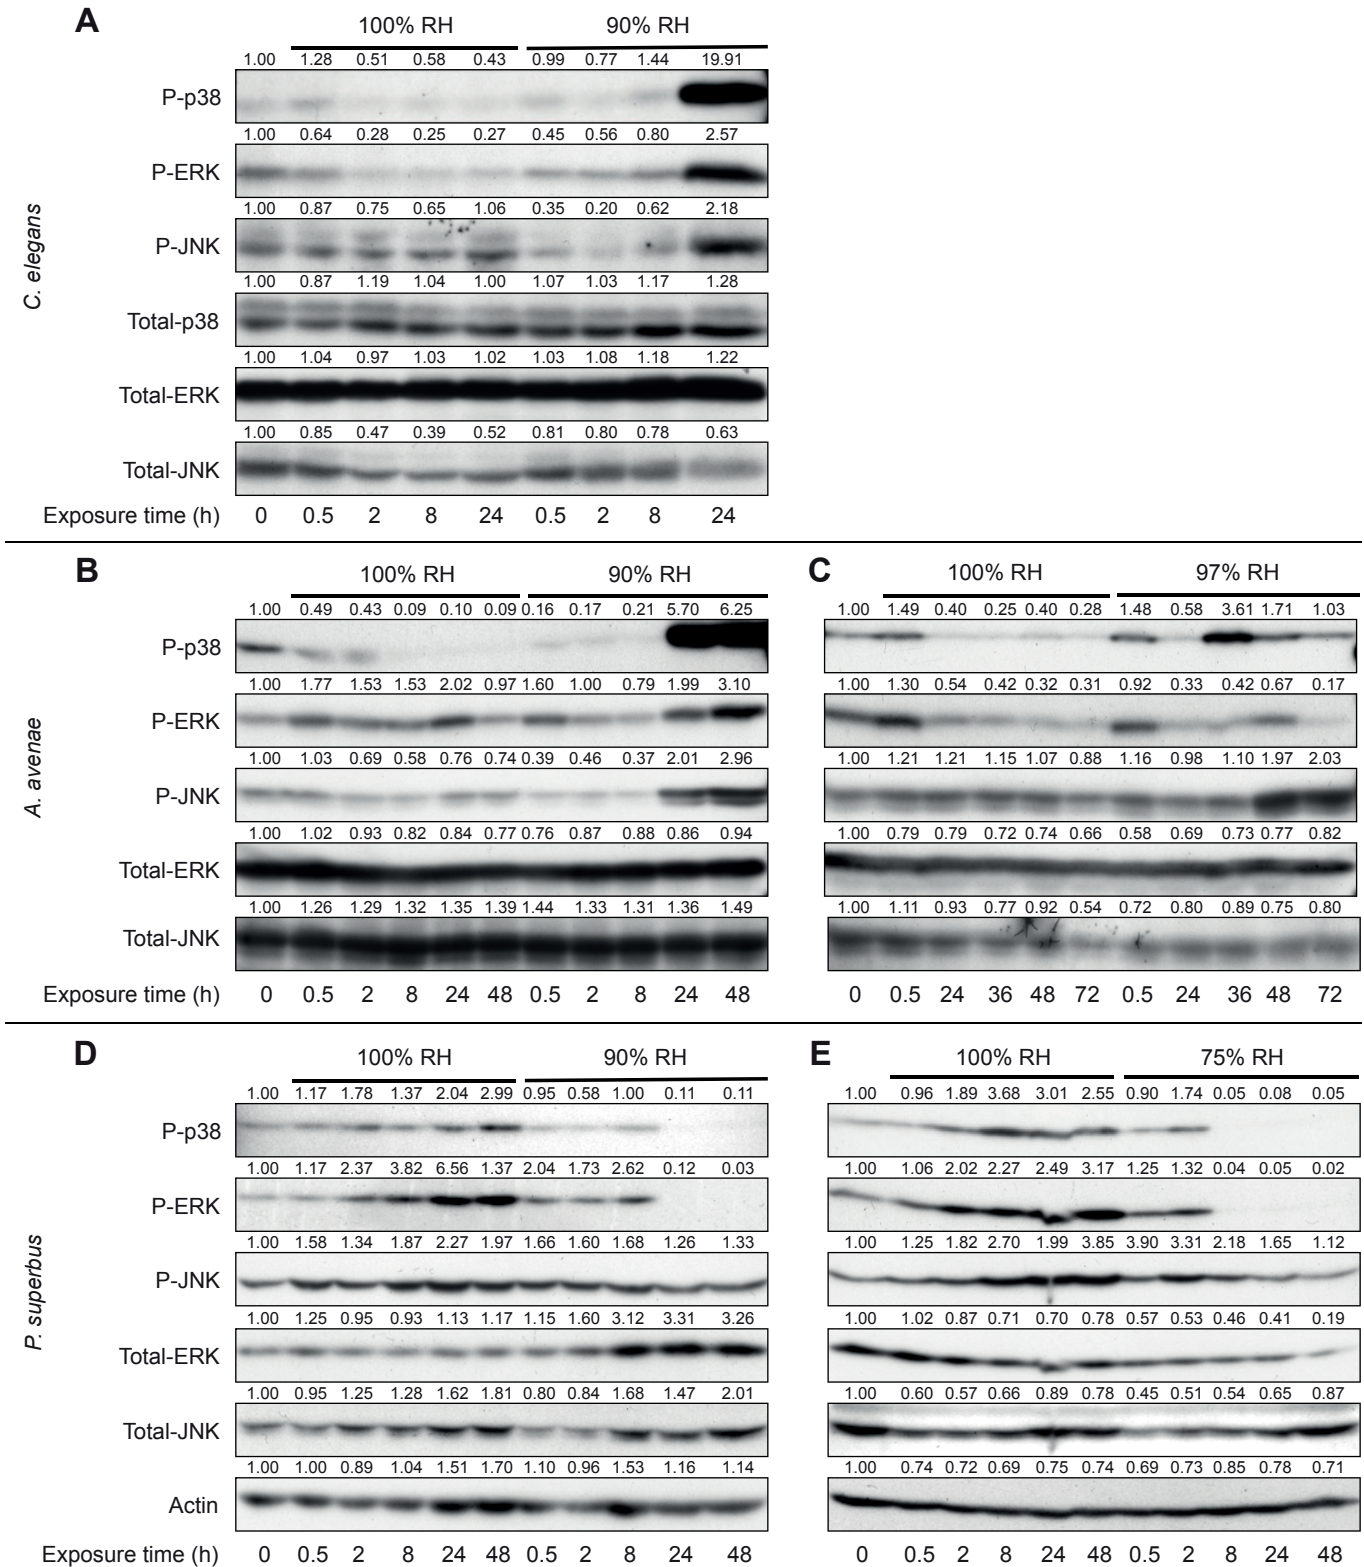 A
100% RH 90% RH
1.00 1.28 0.51 0.58 0.43 0.99 0.77 1.44 19.91
P-p38
1.00 0.64 0.28 0.25 0.27 0.45 0.56 0.80 2.57
P-ERK
1.00 0.87 0.75 0.65 1.06 0.35 0.20 0.62 2.18
P-JNK
1.00 0.87 1.19 1.04 1.00 1.07 1.03 1.17 1.28
Total-p38
1.00 1.04 0.97 1.03 1.02 1.03 1.08 1.18 1.22
Total-ERK
1.00 0.85 0.47 0.39 0.52 0.81 0.80 0.78 0.63
Total-JNK
Exposure time (h) 0 0.5 2 8 24 0.5 2 8 24
C. elegans
B
100% RH 90% RH
1.00 0.49 0.43 0.09 0.10 0.09 0.16 0.17 0.21 5.70 6.25
P-p38
1.00 1.77 1.53 1.53 2.02 0.97 1.60 1.00 0.79 1.99 3.10
P-ERK
1.00 1.03 0.69 0.58 0.76 0.74 0.39 0.46 0.37 2.01 2.96
P-JNK
1.00 1.02 0.93 0.82 0.84 0.77 0.76 0.87 0.88 0.86 0.94
Total-ERK
1.00 1.26 1.29 1.32 1.35 1.39 1.44 1.33 1.31 1.36 1.49
Total-JNK
Exposure time (h) 0 0.5 2 8 24 48 0.5 2 8 24 48
A. avenae
C
100% RH 97% RH
1.00 1.49 0.40 0.25 0.40 0.28 1.48 0.58 3.61 1.71 1.03
1.00 1.30 0.54 0.42 0.32 0.31 0.92 0.33 0.42 0.67 0.17
1.00 1.21 1.21 1.15 1.07 0.88 1.16 0.98 1.10 1.97 2.03
1.00 0.79 0.79 0.72 0.74 0.66 0.58 0.69 0.73 0.77 0.82
1.00 1.11 0.93 0.77 0.92 0.54 0.72 0.80 0.89 0.75 0.80
0 0.5 24 36 48 72 0.5 24 36 48 72
D
100% RH 90% RH
1.00 1.17 1.78 1.37 2.04 2.99 0.95 0.58 1.00 0.11 0.11
P-p38
1.00 1.17 2.37 3.82 6.56 1.37 2.04 1.73 2.62 0.12 0.03
P-ERK
1.00 1.58 1.34 1.87 2.27 1.97 1.66 1.60 1.68 1.26 1.33
P-JNK
1.00 1.25 0.95 0.93 1.13 1.17 1.15 1.60 3.12 3.31 3.26
Total-ERK
1.00 0.95 1.25 1.28 1.62 1.81 0.80 0.84 1.68 1.47 2.01
Total-JNK
1.00 1.00 0.89 1.04 1.51 1.70 1.10 0.96 1.53 1.16 1.14
Actin
Exposure time (h) 0 0.5 2 8 24 48 0.5 2 8 24 48
P. superbus
E
100% RH 75% RH
1.00 0.96 1.89 3.68 3.01 2.55 0.90 1.74 0.05 0.08 0.05
1.00 1.06 2.02 2.27 2.49 3.17 1.25 1.32 0.04 0.05 0.02
1.00 1.25 1.82 2.70 1.99 3.85 3.90 3.31 2.18 1.65 1.12
1.00 1.02 0.87 0.71 0.70 0.78 0.57 0.53 0.46 0.41 0.19
1.00 0.60 0.57 0.66 0.89 0.78 0.45 0.51 0.54 0.65 0.87
1.00 0.74 0.72 0.69 0.75 0.74 0.69 0.73 0.85 0.78 0.71
0 0.5 2 8 24 48 0.5 2 8 24 48